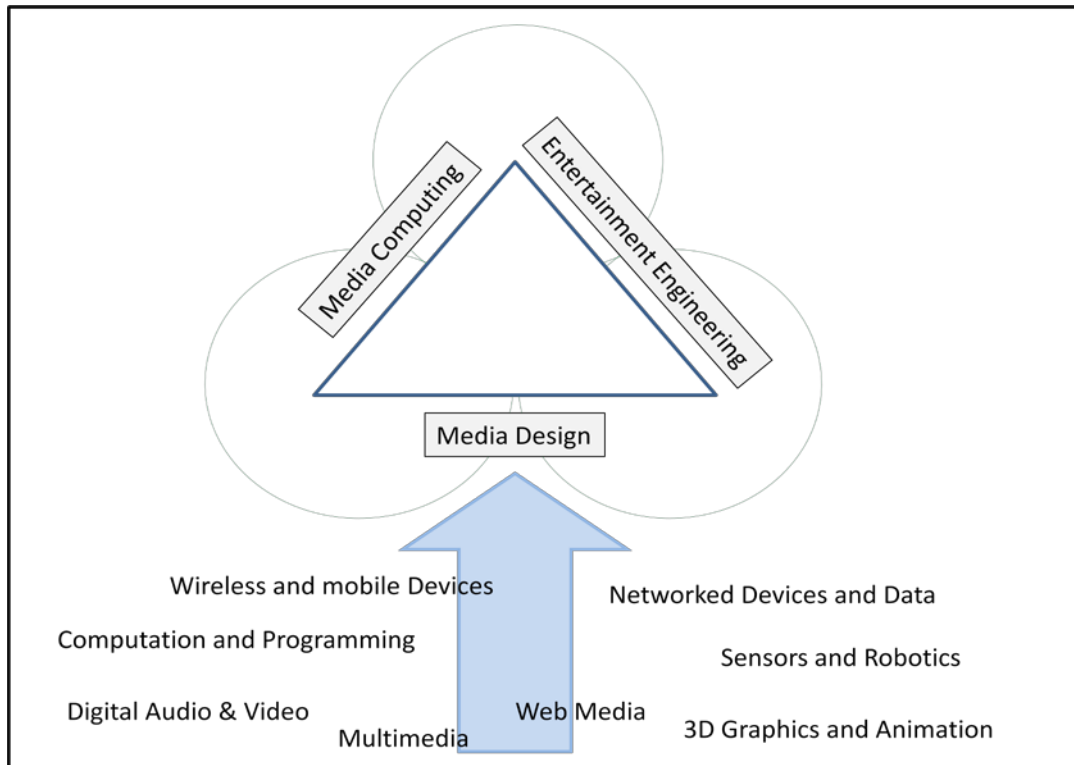 Media Computing
Entertainment Engineering
Media Design
Wireless and mobile Devices
Networked Devices and Data
Computation and Programming
Sensors and Robotics
Digital Audio & Video
Web Media
Multimedia
3D Graphics and Animation